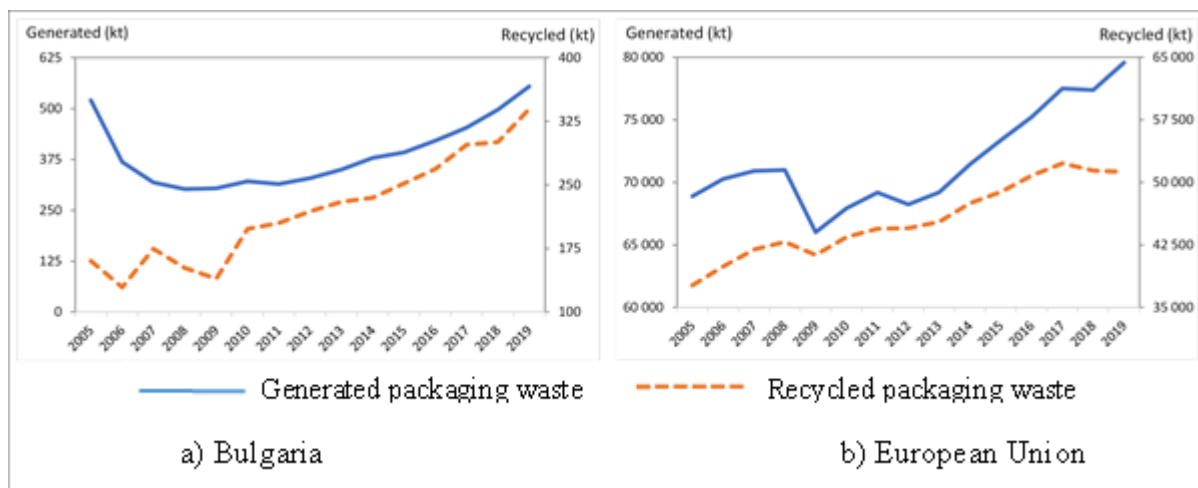 Generated (kt)
Recycled (kt)
625
500
375
250
125
0
400
325
250
175
100
2005 2006 2007 2008 2009 2010 2011 2012 2013 2014 2015 2016 2017 2018 2019
Generated (kt)
Recycled (kt)
80 000
75 000
70 000
65 000
60 000
65 000
57 500
50 000
42 500
35 000
2005 2006 2007 2008 2009 2010 2011 2012 2013 2014 2015 2016 2017 2018 2019
Generated packaging waste
Recycled packaging waste
a) Bulgaria
b) European Union